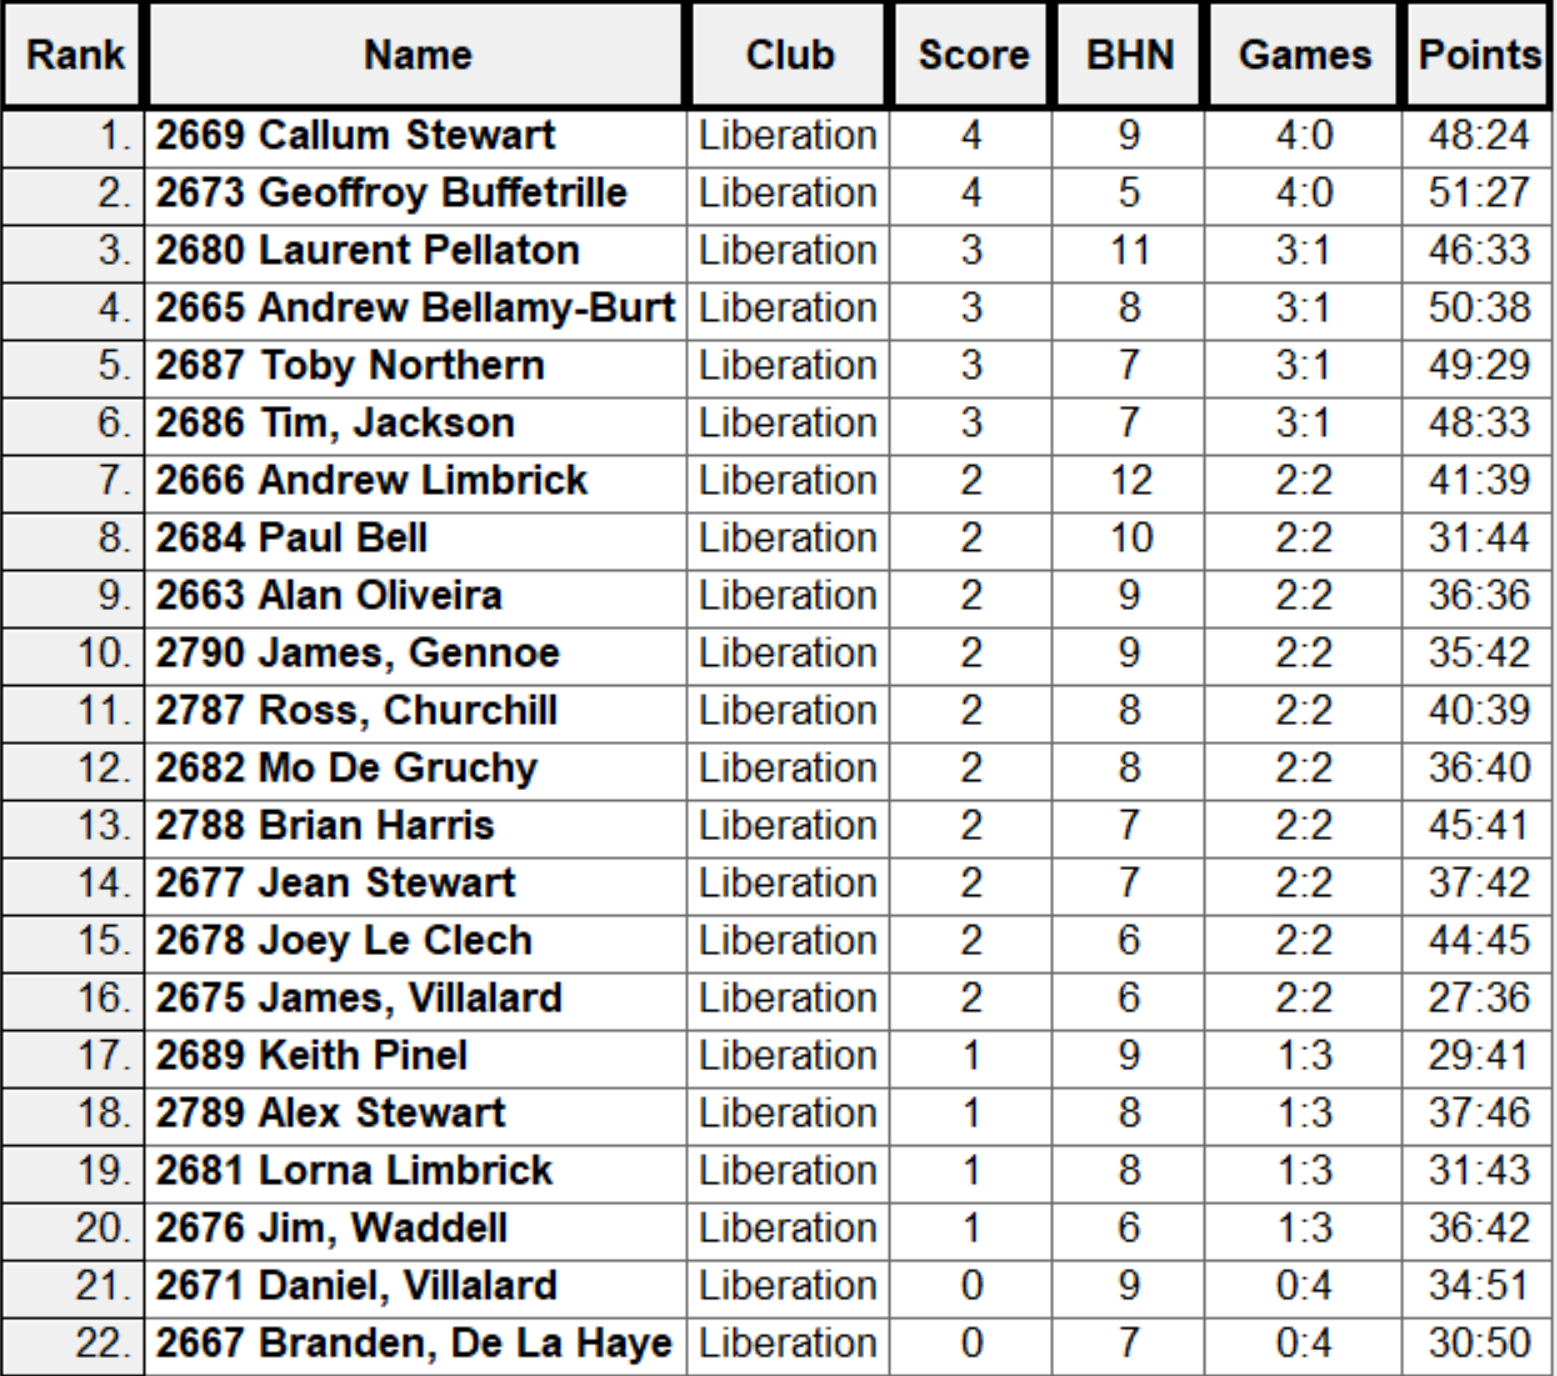 Rank Name Club Score BHN Games Points
1. 2669 Callum Stewart Liberation 4 9 4:0 48:24
2. 2673 Geoffroy Buffetrille Liberation 4 5 4:0 51:27
3. 2680 Laurent Pellaton Liberation 3 11 3:1 46:33
4. 2665 Andrew Bellamy-Burt Liberation 3 8 3:1 50:38
5. 2687 Toby Northern Liberation 3 7 3:1 49:29
6. 2686 Tim, Jackson Liberation 3 7 3:1 48:33
7. 2666 Andrew Limbrick Liberation 2 12 2:2 41:39
8. 2684 Paul Bell Liberation 2 10 2:2 31:44
9. 2663 Alan Oliveira Liberation 2 9 2:2 36:36
10. 2790 James, Gennoe Liberation 2 9 2:2 35:42
11. 2787 Ross, Churchill Liberation 2 8 2:2 40:39
12. 2682 Mo De Gruchy Liberation 2 8 2:2 36:40
13. 2788 Brian Harris Liberation 2 7 2:2 45:41
14. 2677 Jean Stewart Liberation 2 7 2:2 37:42
15. 2678 Joey Le Clech Liberation 2 6 2:2 44:45
16. 2675 James, Villalard Liberation 2 6 2:2 27:36
17. 2689 Keith Pinel Liberation 1 9 1:3 29:41
18. 2789 Alex Stewart Liberation 1 8 1:3 37:46
19. 2681 Lorna Limbrick Liberation 1 8 1:3 31:43
20. 2676 Jim, Waddell Liberation 1 6 1:3 36:42
21. 2671 Daniel, Villalard Liberation 0 9 0:4 34:51
22. 2667 Branden, De La Haye Liberation 0 7 0:4 30:50